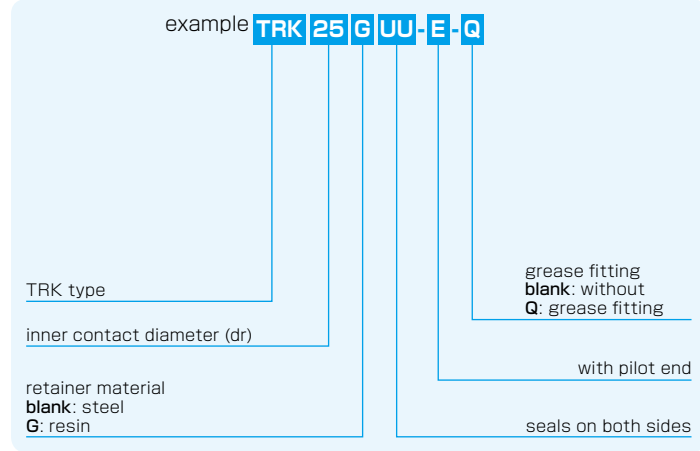 example TRK 25 G UU - E - Q
TRK type
inner contact diameter (dr)
retainer material
blank: steel
G: resin
grease fitting
blank: without
Q: grease fitting
with pilot end
seals on both sides